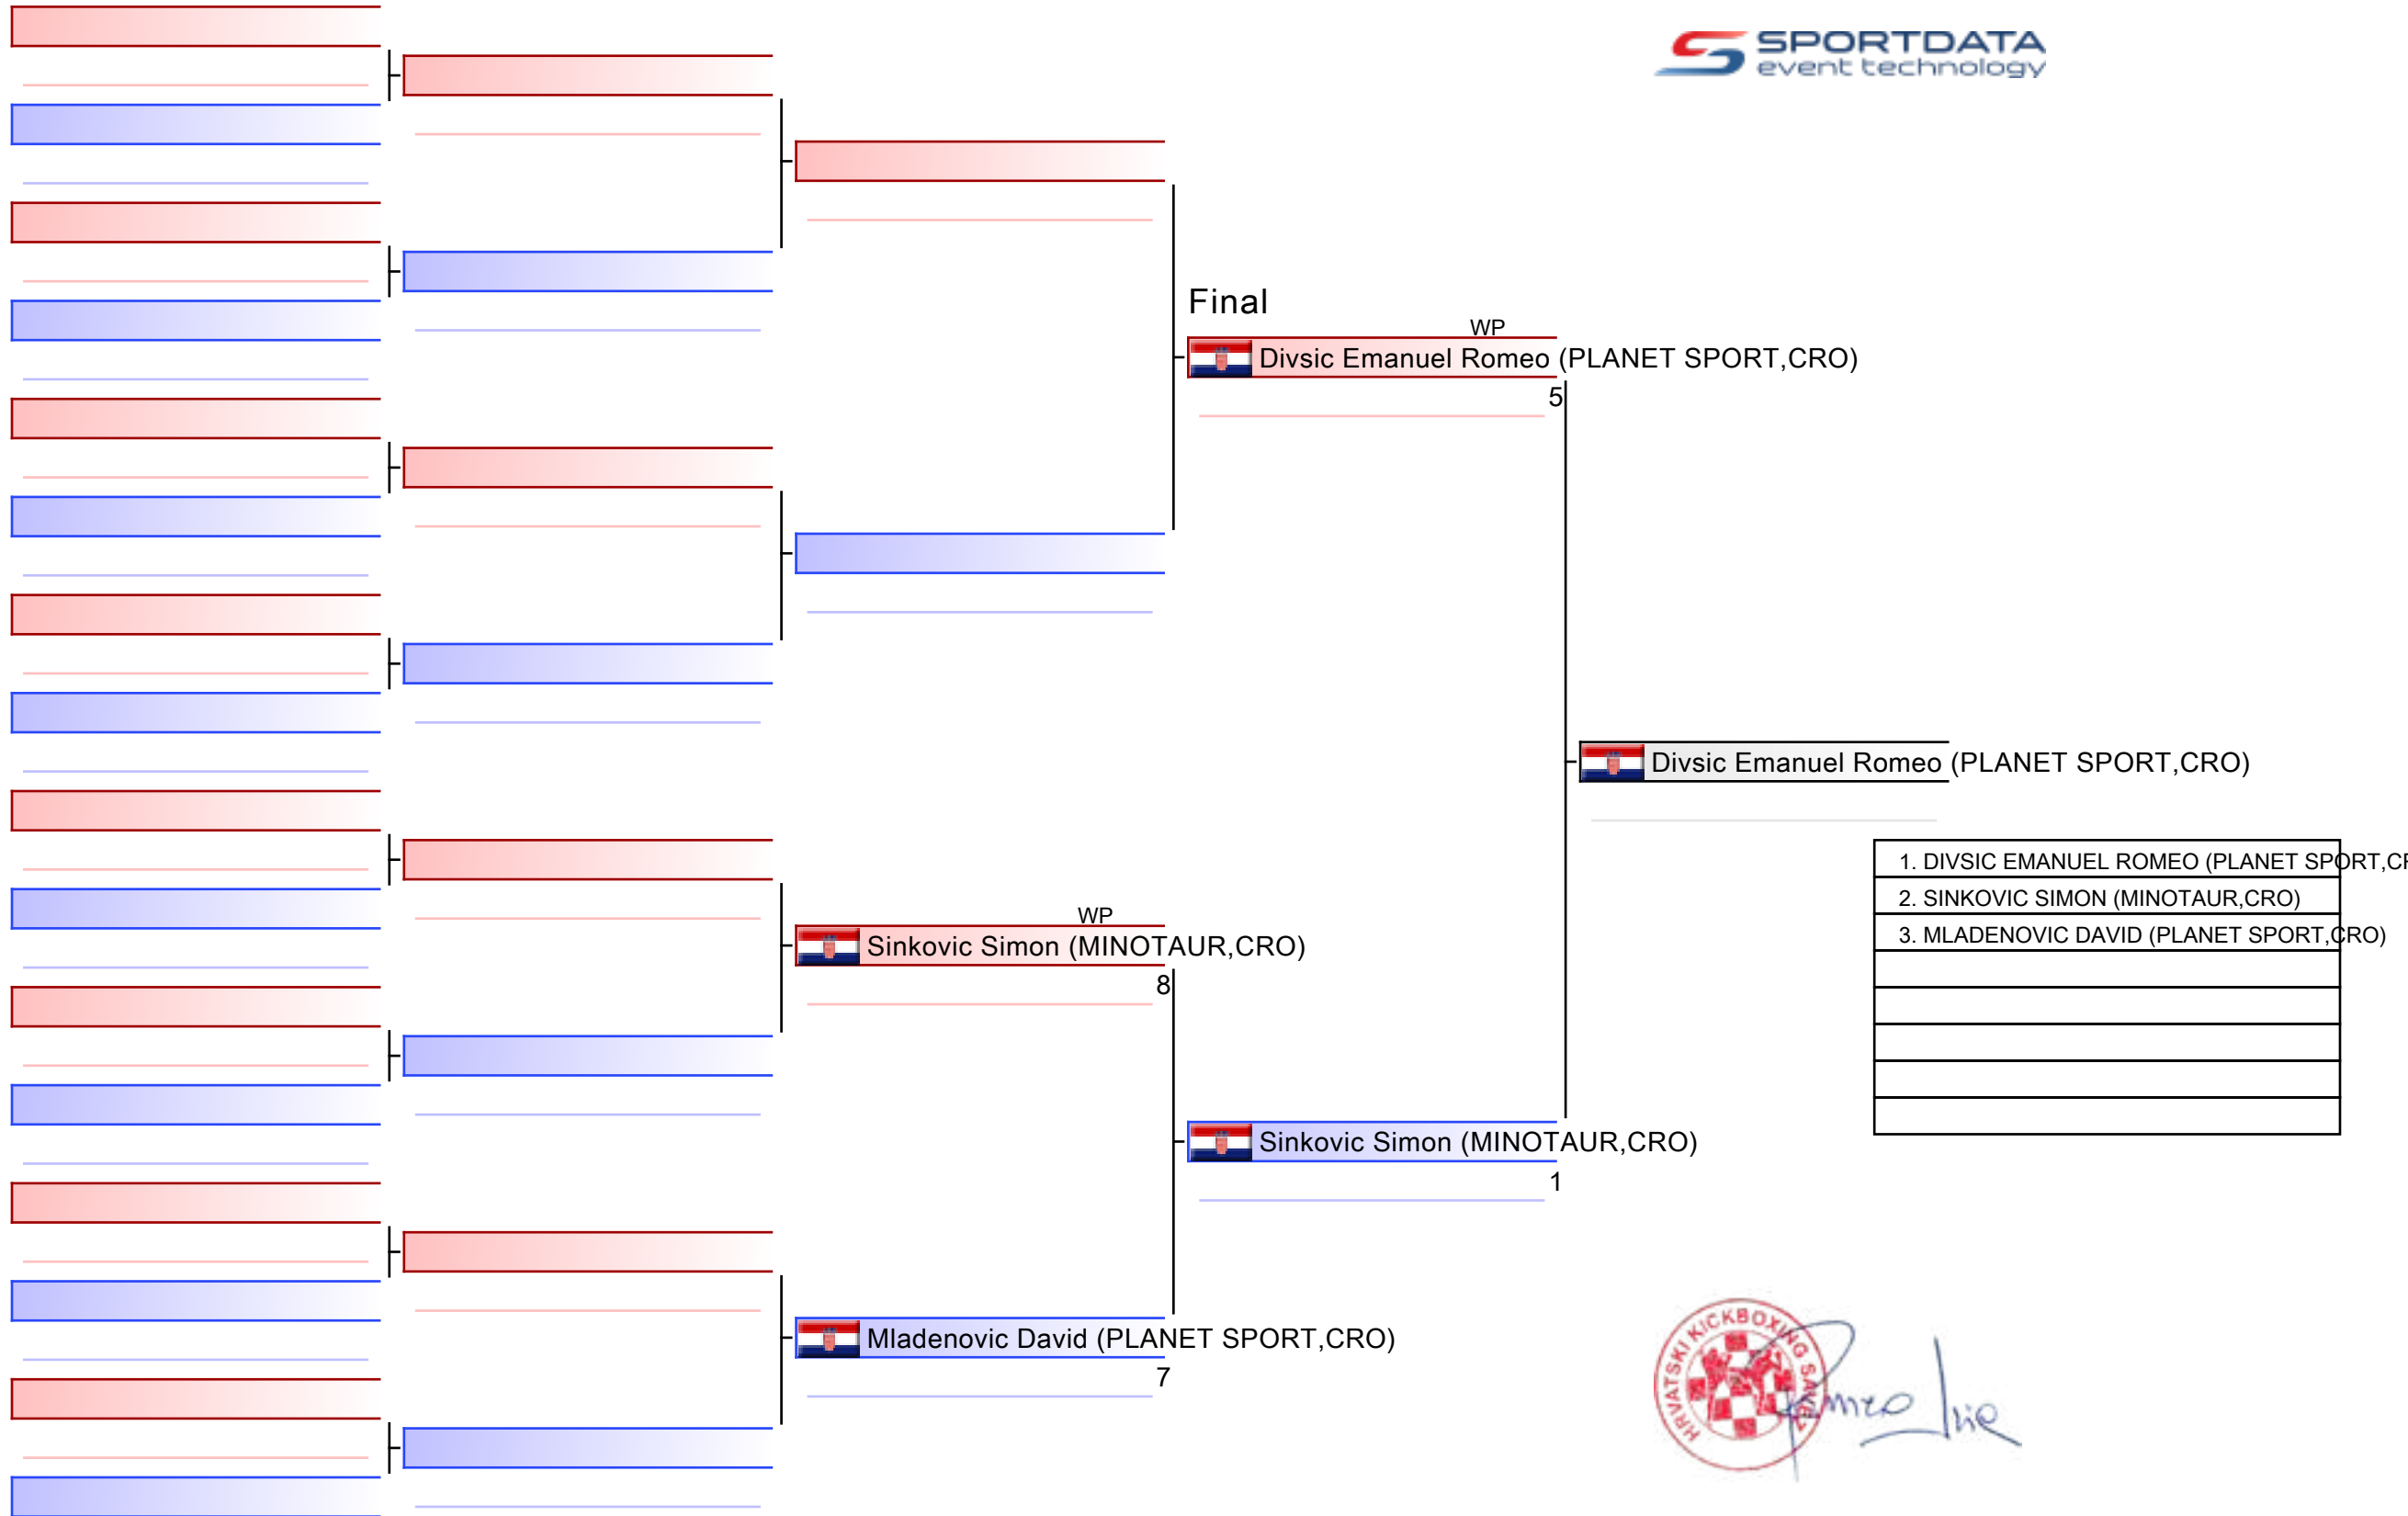 SPORTDATA
event technology
Final
WP
Divsic Emanuel Romeo (PLANET SPORT,CRO)
5
Divsic Emanuel Romeo (PLANET SPORT,CRO)
1. DIVSIC EMANUEL ROMEO (PLANET SPORT,CR
2. SINKOVIC SIMON (MINOTAUR,CRO)
3. MLADENOVIC DAVID (PLANET SPORT,CRO)
WP
Sinkovic Simon (MINOTAUR,CRO)
8
Sinkovic Simon (MINOTAUR,CRO)
1
Mladenovic David (PLANET SPORT,CRO)
7
HRVATSKI KICKBOXING SAVEZ